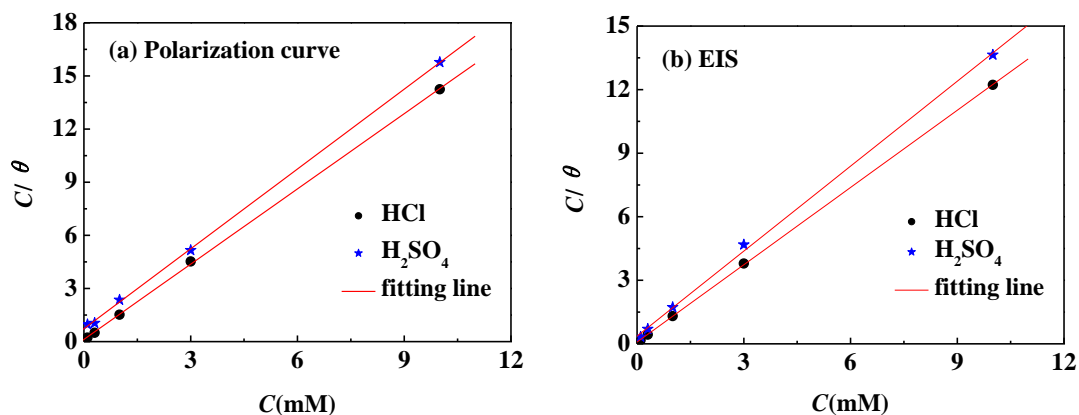 (a) Polarization curve
18
15
12
9
6
3
0
C/ θ
HCl
H₂SO₄
fitting line
0 3 6 9 12
C(mM)
(b) EIS
15
12
9
6
3
0
C/ θ
HCl
H₂SO₄
fitting line
0 3 6 9 12
C(mM)